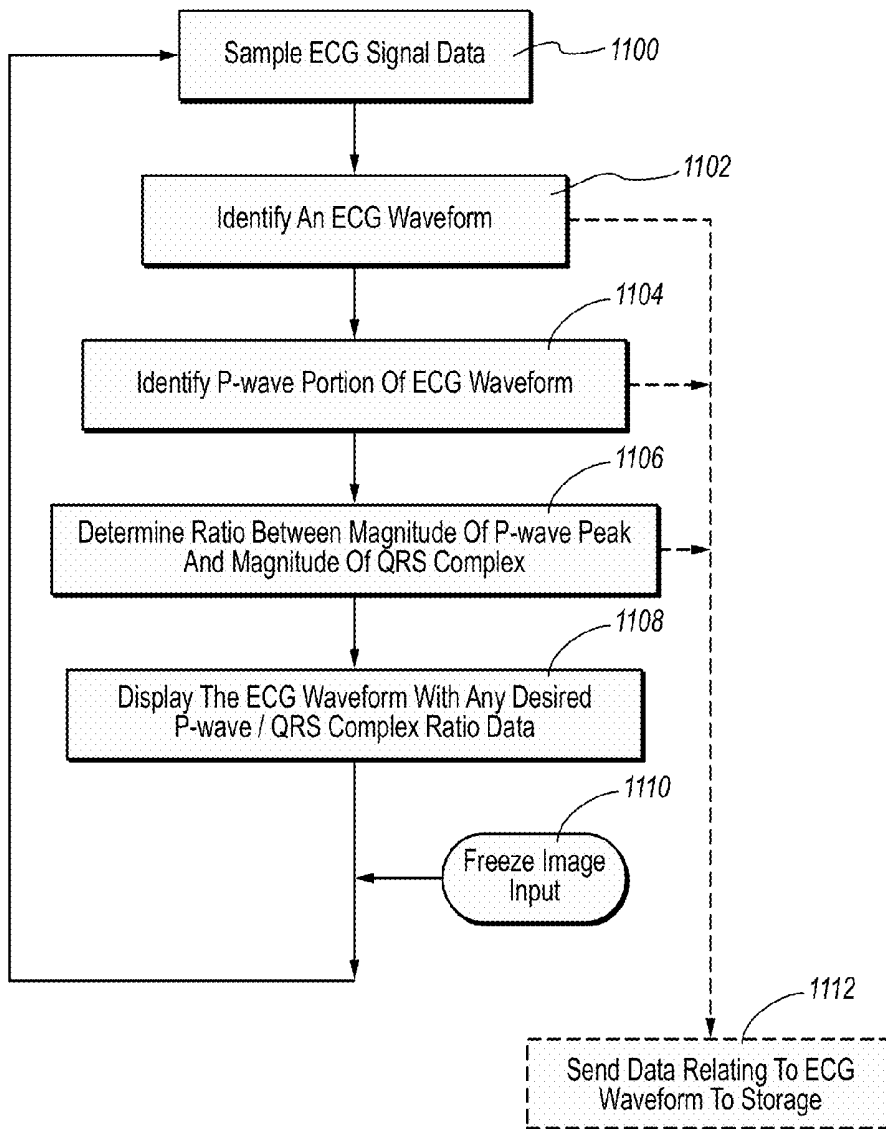 Sample ECG Signal Data
1100
1102
Identify An ECG Waveform
1104
Identify P-wave Portion Of ECG Waveform
1106
Determine Ratio Between Magnitude Of P-wave Peak
And Magnitude Of QRS Complex
1108
Display The ECG Waveform With Any Desired
P-wave / QRS Complex Ratio Data
1110
Freeze Image
Input
1112
Send Data Relating To ECG
Waveform To Storage